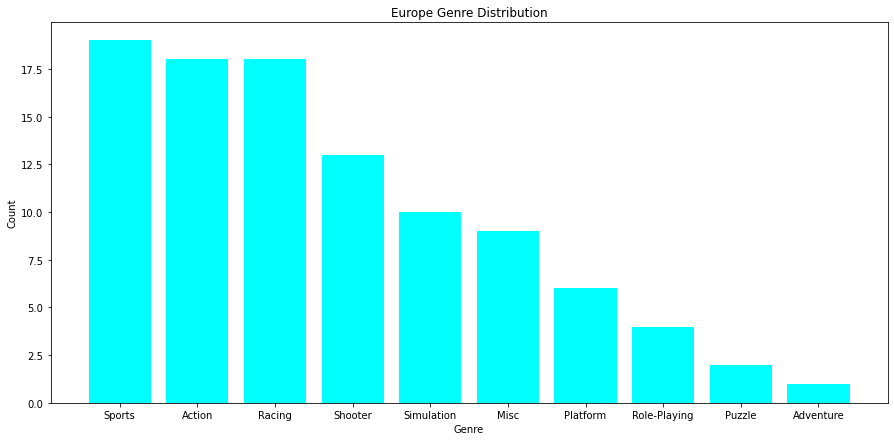 Europe Genre Distribution
17.5
15.0
12.5
10.0
7.5
5.0
2.5
0.0
Count
Sports Action Racing Shooter Simulation Misc Platform Role-Playing Puzzle Adventure
Genre